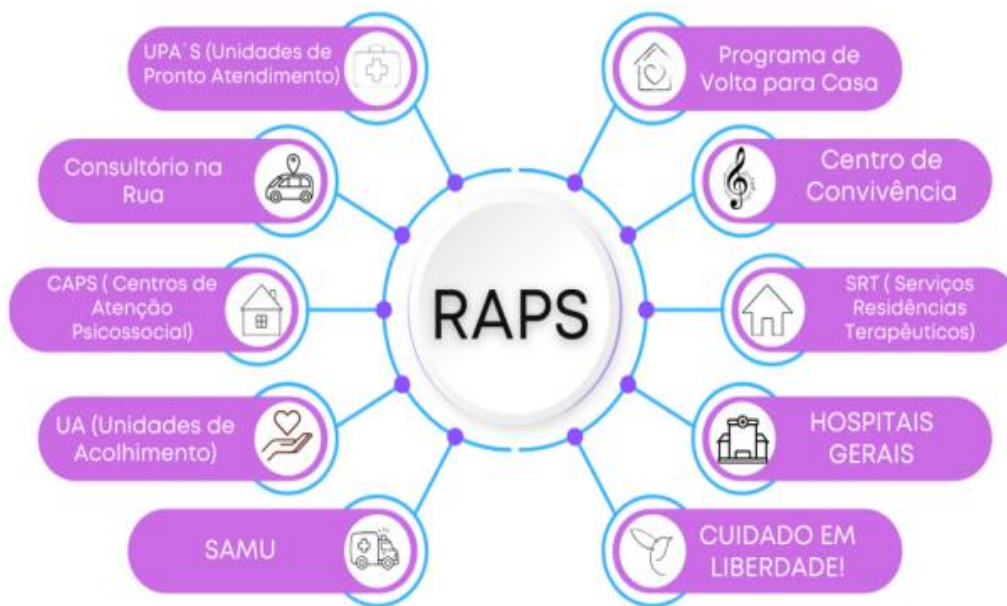 UPA´S (Unidades de
Pronto Atendimento)
Consultório na
Rua
CAPS ( Centros de
Atenção
Psicossocial)
UA (Unidades de
Acolhimento)
SAMU
RAPS
Programa de
Volta para Casa
Centro de
Convivência
SRT ( Serviços
Residências
Terapêuticos)
HOSPITAIS
GERAIS
CUIDADO EM
LIBERDADE!